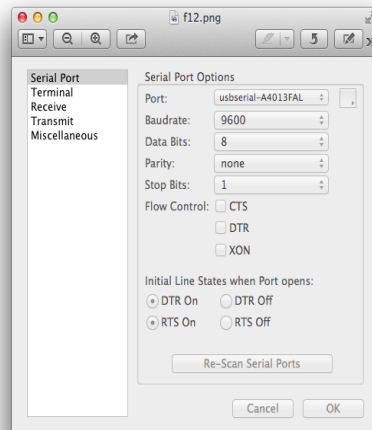 f12.png
Serial Port
Terminal
Receive
Transmit
Miscellaneous
Serial Port Options
Port: usbserial-A4013FAL
Baudrate: 9600
Data Bits: 8
Parity: none
Stop Bits: 1
Flow Control: CTS
DTR
XON
Initial Line States when Port opens:
DTR On DTR Off
RTS On RTS Off
Re-Scan Serial Ports
Cancel OK